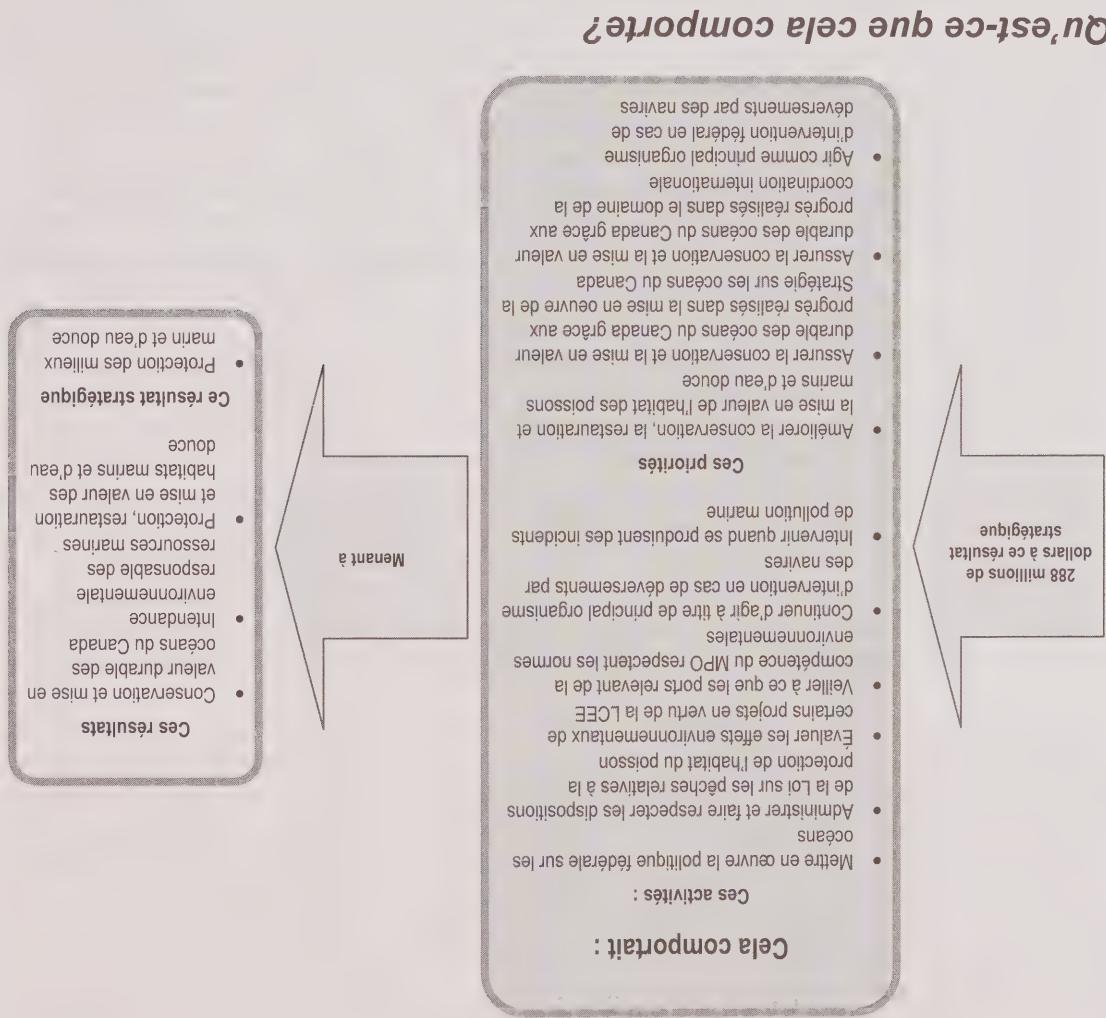 288 millions de
dollars à ce résultat
stratégique
Cela comportait :
Ces activités :
• Mettre en œuvre la politique fédérale sur les
océans
• Administrer et faire respecter les dispositions
de la Loi sur les pêches relatives à la
protection de l'habitat du poisson
• Évaluer les effets environnementaux de
certains projets en vertu de la LCEE
• Veiller à ce que les ports relevant de la
compétence du MPO respectent les normes
environnementales
• Continuer d'agir à titre de principal organisme
d'intervention en cas de déversements par
des navires
• Intervenir quand se produisent des incidents
de pollution marine
Ces priorités
• Améliorer la conservation, la restauration et
la mise en valeur de l'habitat des poissons
marins et d'eau douce
• Assurer la conservation et la mise en valeur
durable des océans du Canada grâce aux
progrès réalisés dans la mise en oeuvre de la
Stratégie sur les océans du Canada
• Assurer la conservation et la mise en valeur
durable des océans du Canada grâce aux
progrès réalisés dans le domaine de la
coordination internationale
• Agir comme principal organisme
d'intervention fédéral en cas de
déversements par des navires
Menant à
Ces résultats
• Conservation et mise en
valeur durable des
océans du Canada
• Intendance
environnementale
responsable des
ressources marines
• Protection, restauration
et mise en valeur des
habitats marins et d'eau
douce
Ce résultat stratégique
• Protection des milieux
marin et d'eau douce
Qu'est-ce que cela comporte?